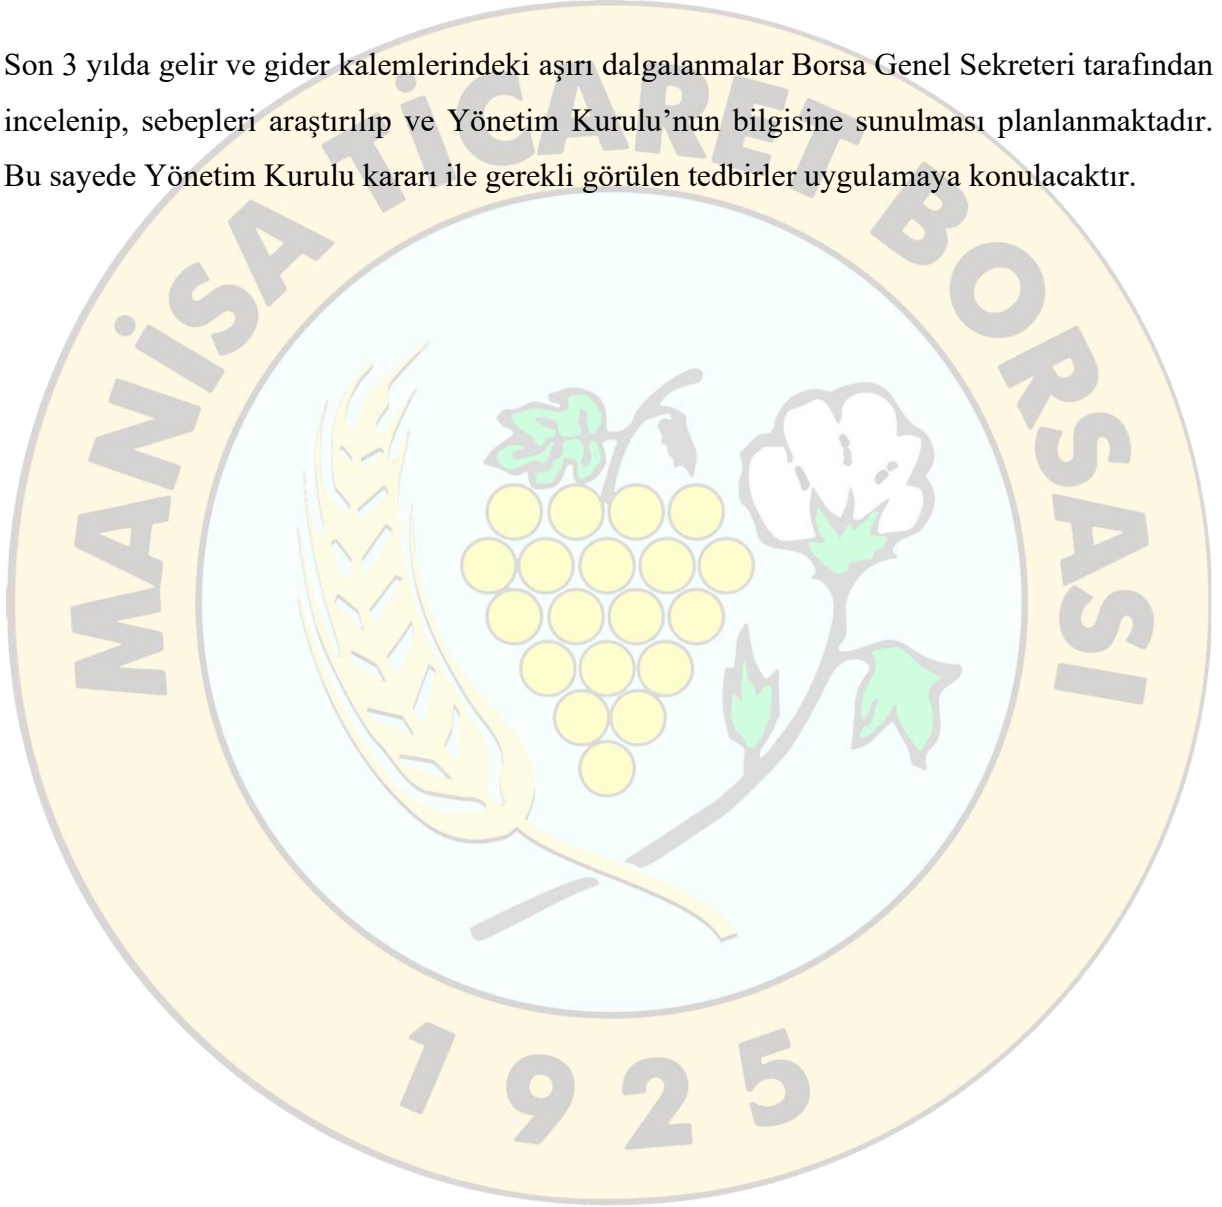 Son 3 yılda gelir ve gider kalemlerindeki aşırı dalgalanmalar Borsa Genel Sekreteri tarafından
incelenip, sebepleri araştırılıp ve Yönetim Kurulu’nun bilgisine sunulması planlanmaktadır.
Bu sayede Yönetim Kurulu kararı ile gerekli görülen tedbirler uygulamaya konulacaktır.
MANİSA TİCARET BORSASI
1925